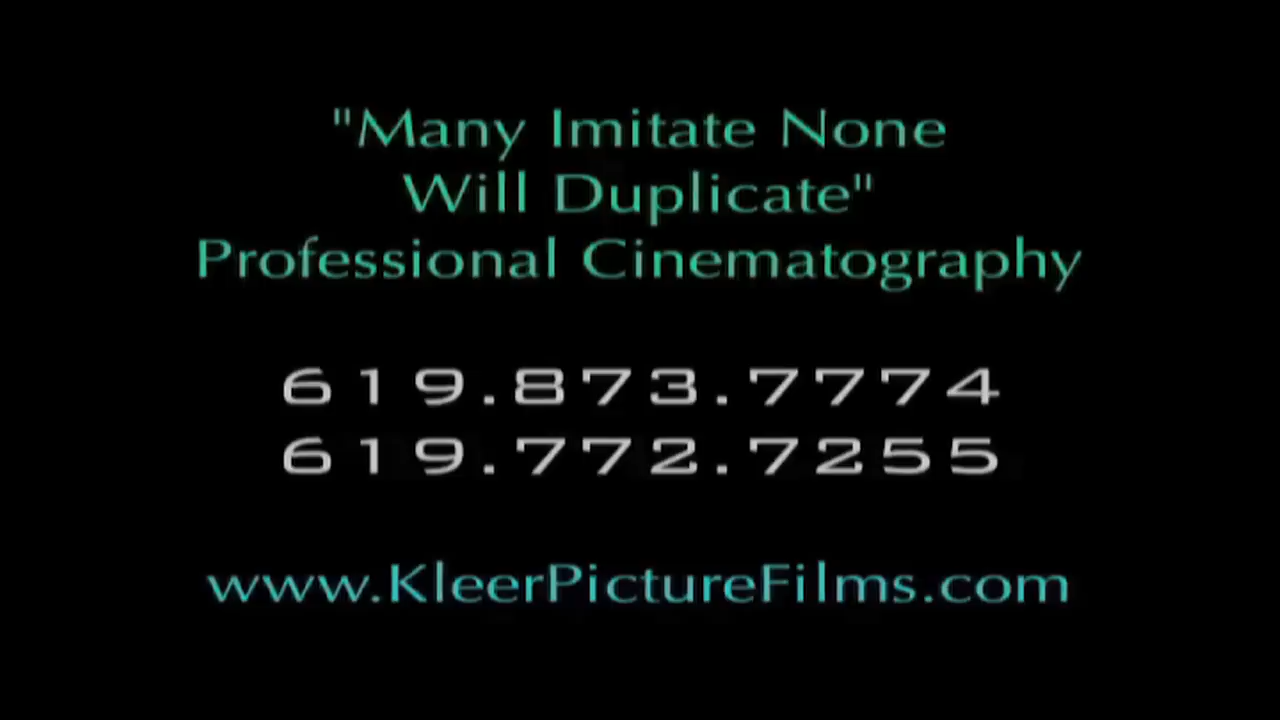 "Many Imitate None
Will Duplicate"
Professional Cinematography
619.873.7774
619.772.7255
www.KleerPictureFilms.com